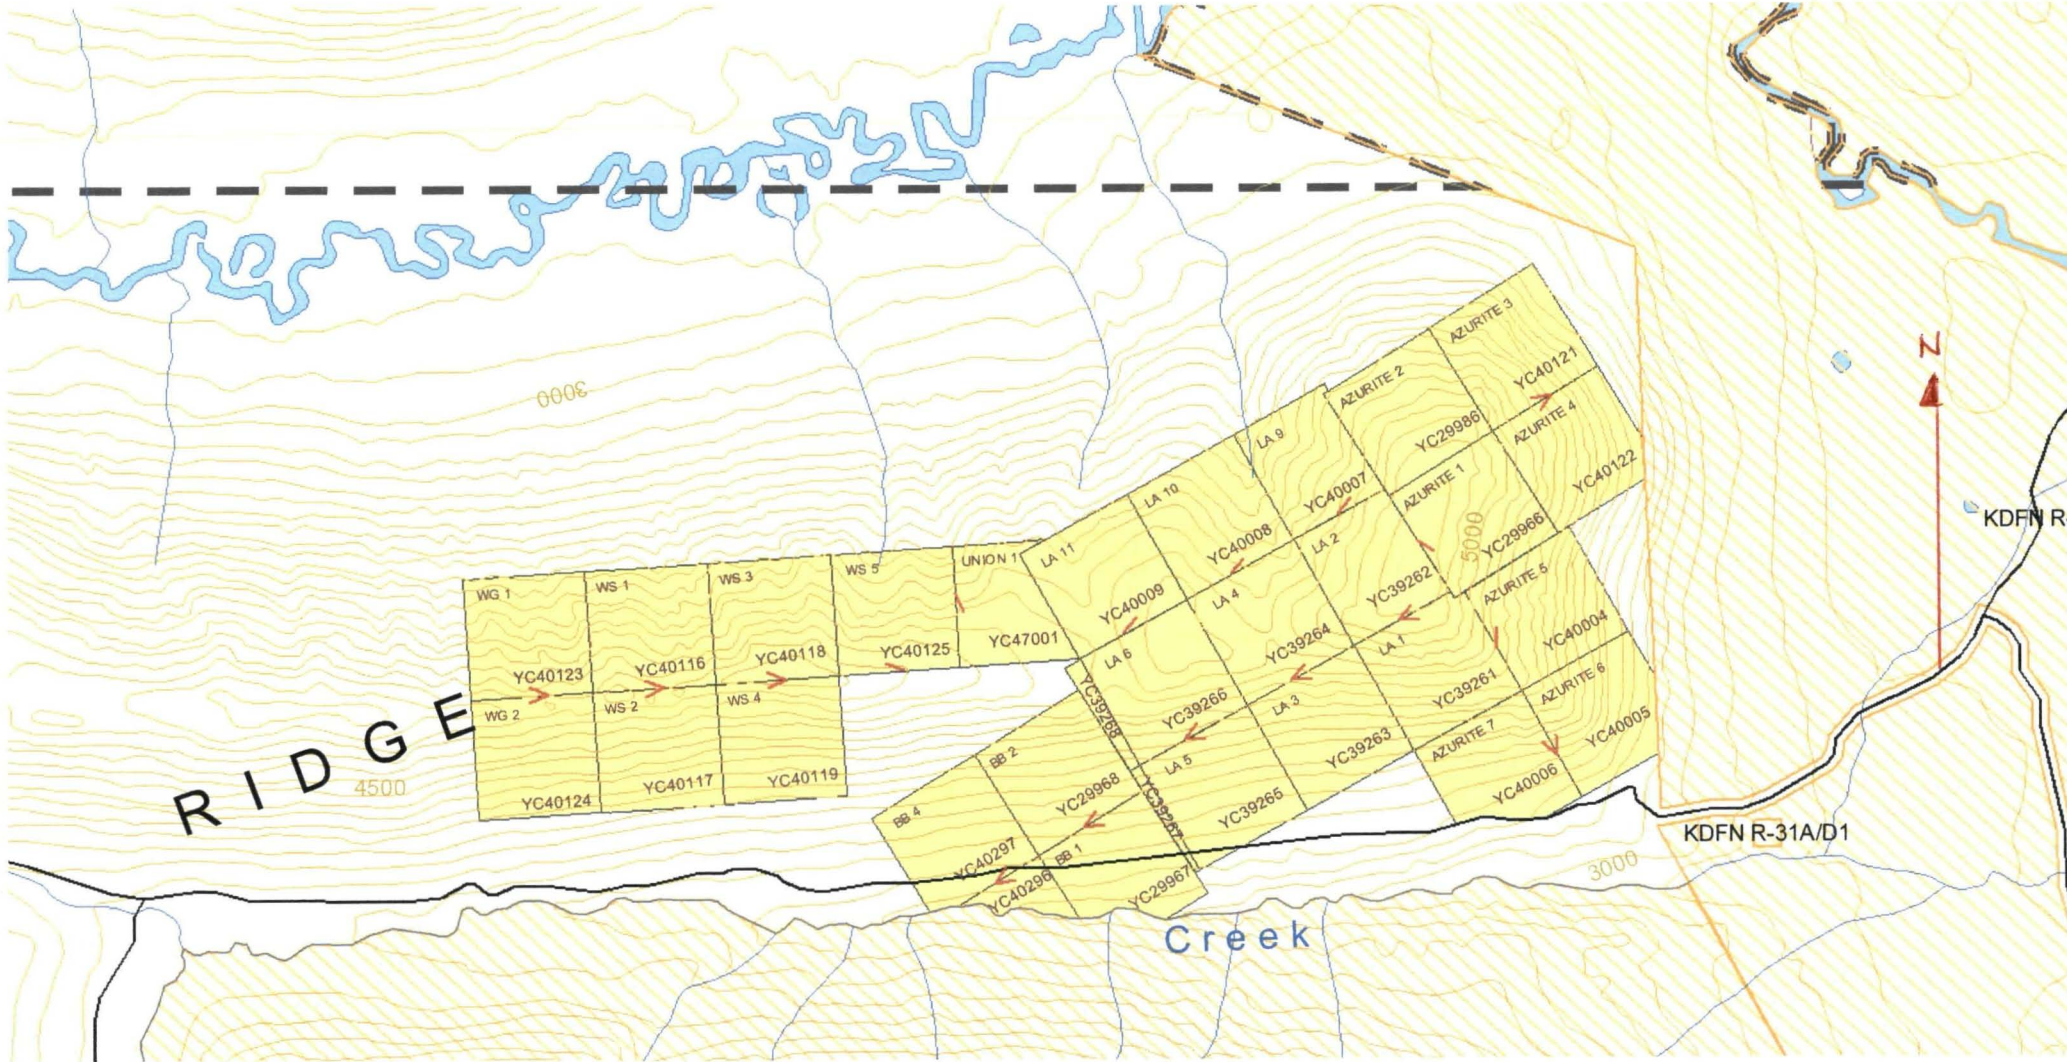 N
3000
AZURITE 3
YC40121
AZURITE 2
YC29986
AZURITE 4
YC40122
LA 9
YC40007
AZURITE 1
YC29966
5000
LA 10
YC40008
LA 2
YC39262
AZURITE 5
YC40004
KDFN R
LA 11
YC40009
LA 4
YC39264
LA 1
YC39261
AZURITE 6
YC40005
WG 1
YC40123
WS 1
YC40116
WS 3
YC40118
WS 5
YC40125
UNION 1
YC47001
LA 6
YC39268
YC39266
LA 3
YC39263
AZURITE 7
YC40006
WG 2
YC40124
WS 2
YC40117
WS 4
YC40119
RIDGE
4500
BB 2
YC29968
LA 5
YC39267
YC39265
BB 4
YC40297
BB 1
YC40296
YC29967
KDFN R-31A/D1
3000
Creek